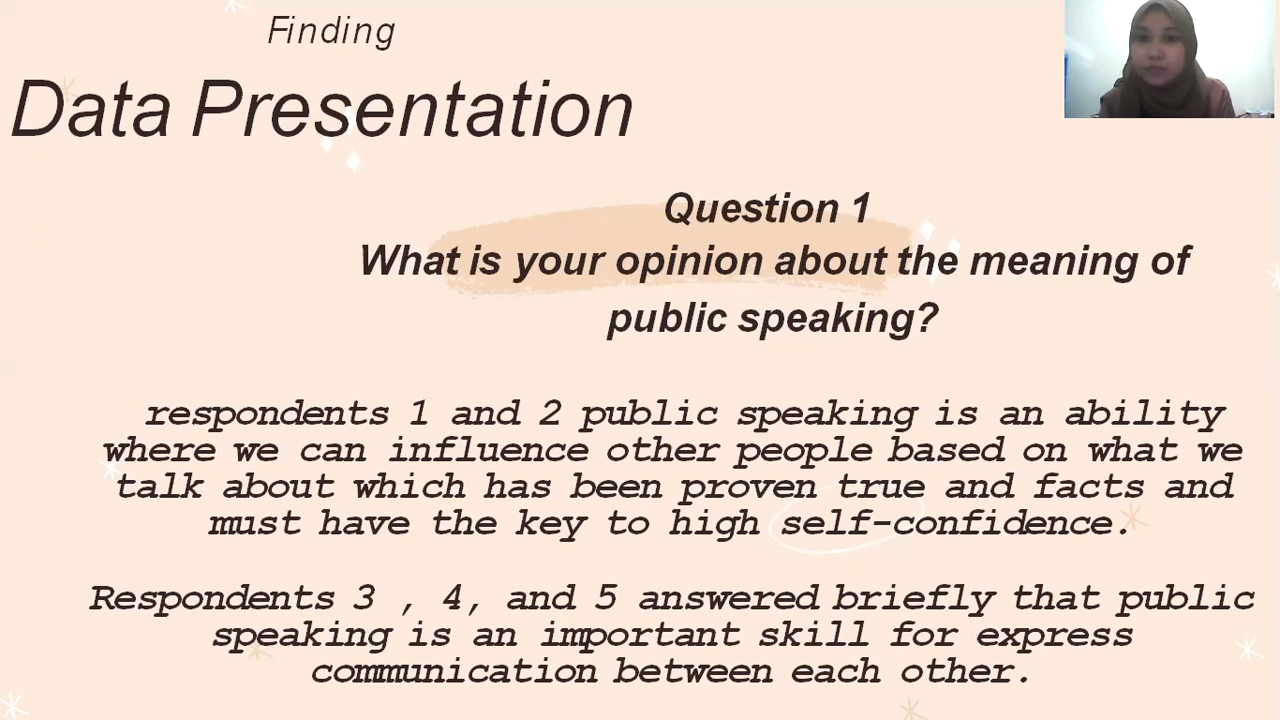 Finding
Data Presentation
Question 1
What is your opinion about the meaning of
public speaking?
respondents 1 and 2 public speaking is an ability
where we can influence other people based on what we
talk about which has been proven true and facts and
must have the key to high self-confidence.
Respondents 3 , 4, and 5 answered briefly that public
speaking is an important skill for express
communication between each other.